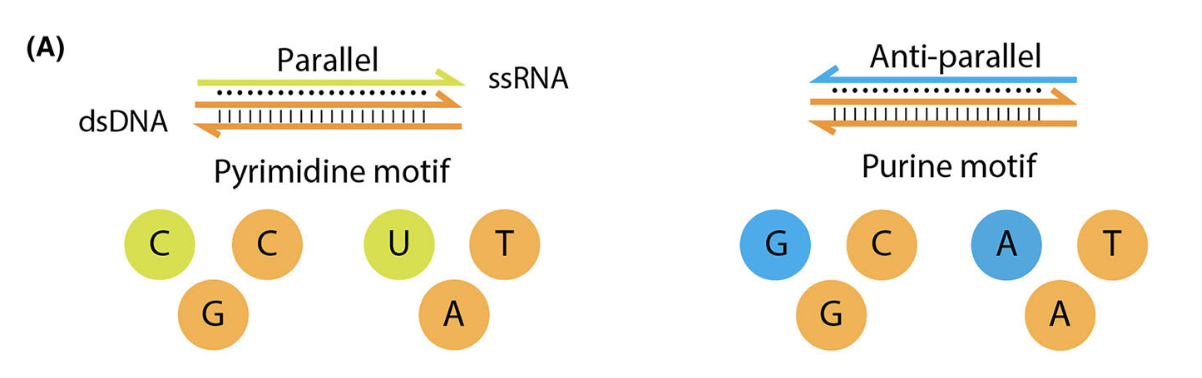 (A)
Parallel
ssRNA
dsDNA
Pyrimidine motif
C C U T
G A
Anti-parallel
Purine motif
G C A T
G A